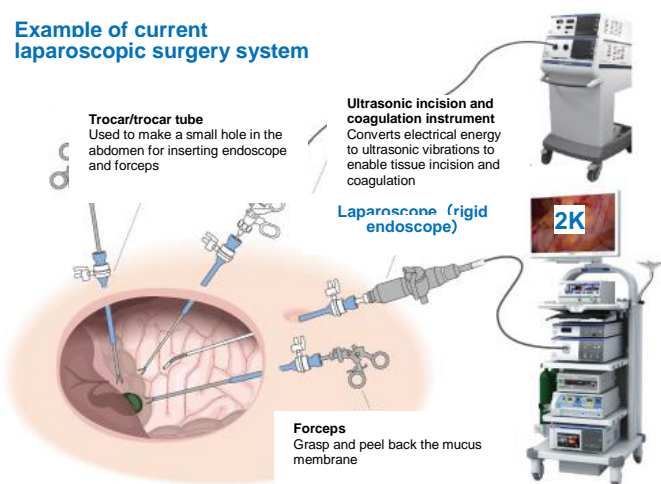 Example of current
laparoscopic surgery system
Trocar/trocar tube
Used to make a small hole in the
abdomen for inserting endoscope
and forceps
Ultrasonic incision and
coagulation instrument
Converts electrical energy
to ultrasonic vibrations to
enable tissue incision and
coagulation
Laparoscope（rigid
endoscope）
2K
Forceps
Grasp and peel back the mucus
membrane